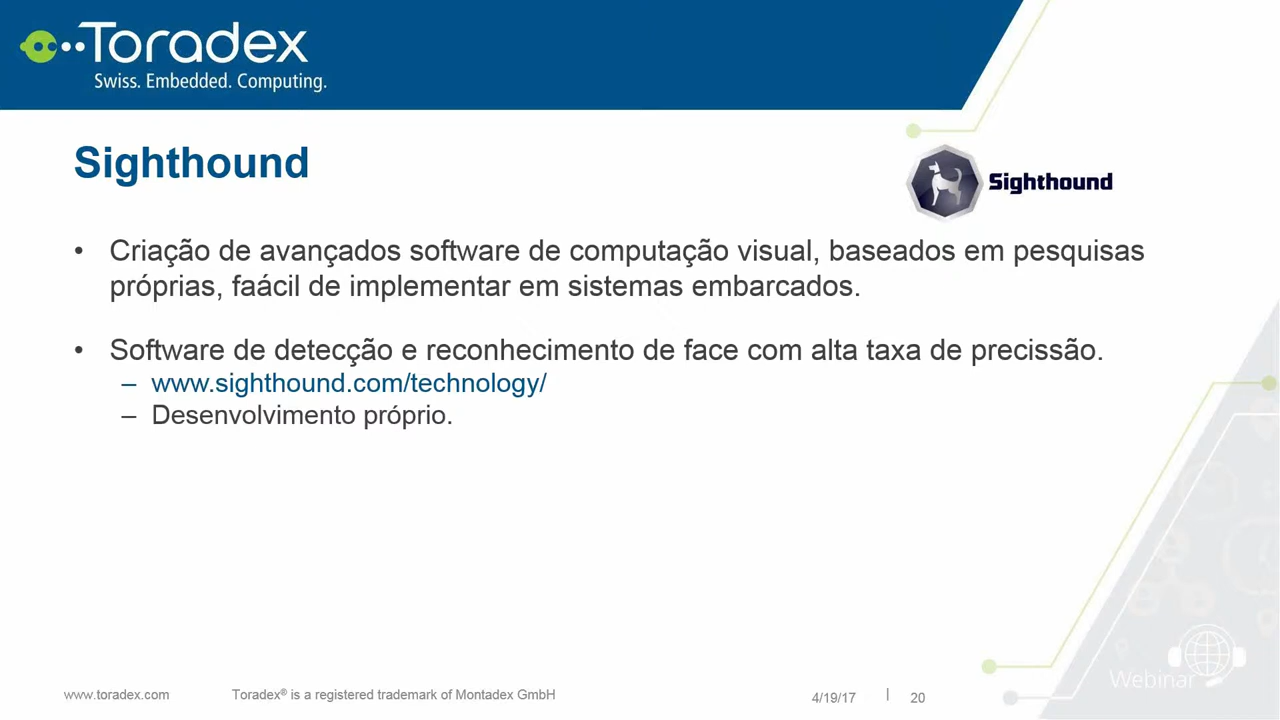 Toradex
Swiss. Embedded. Computing.
Sighthound
Sighthound
• Criação de avançados software de computação visual, baseados em pesquisas
próprias, faácil de implementar em sistemas embarcados.
• Software de detecção e reconhecimento de face com alta taxa de precissão.
– www.sighthound.com/technology/
– Desenvolvimento próprio.
Webinar
www.toradex.com
Toradex® is a registered trademark of Montadex GmbH
4/19/17 | 20